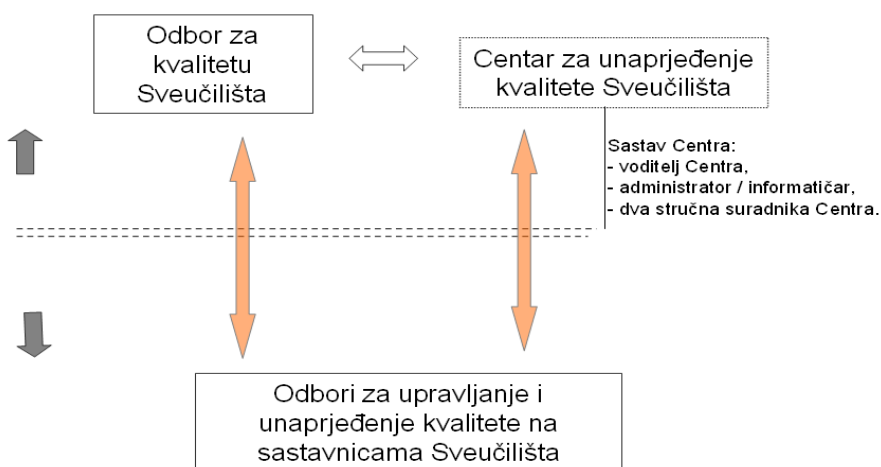 Odbor za
kvalitetu
Sveučilišta
Centar za unaprjeđenje
kvalitete Sveučilišta
Sastav Centra:
- voditelj Centra,
- administrator / informatičar,
- dva stručna suradnika Centra.
Odbori za upravljanje i
unaprjeđenje kvalitete na
sastavnicama Sveučilišta